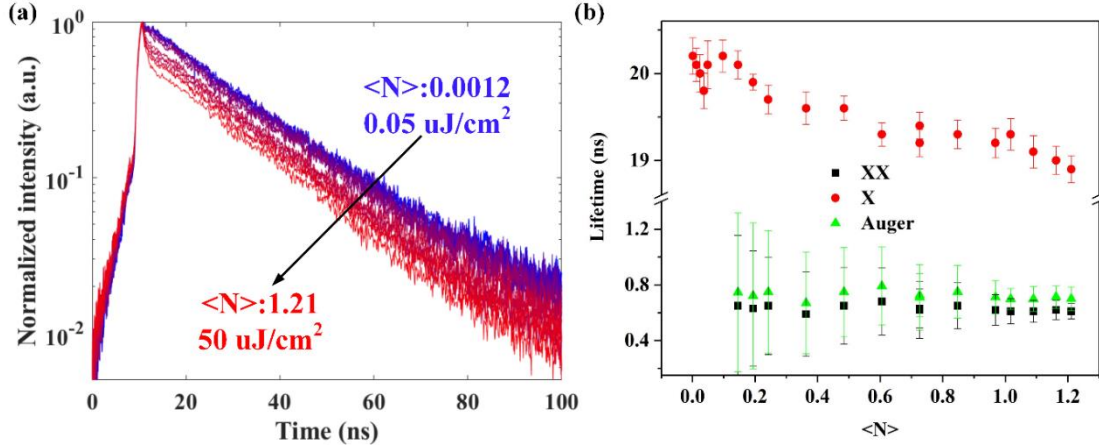 (a)
Normalized intensity (a.u.)
10^0
10^-1
10^-2
<N>:0.0012
0.05 uJ/cm^2
<N>:1.21
50 uJ/cm^2
0 20 40 60 80 100
Time (ns)
(b)
Lifetime (ns)
20
19
1.2
0.8
0.4
XX
X
Auger
0.0 0.2 0.4 0.6 0.8 1.0 1.2
<N>